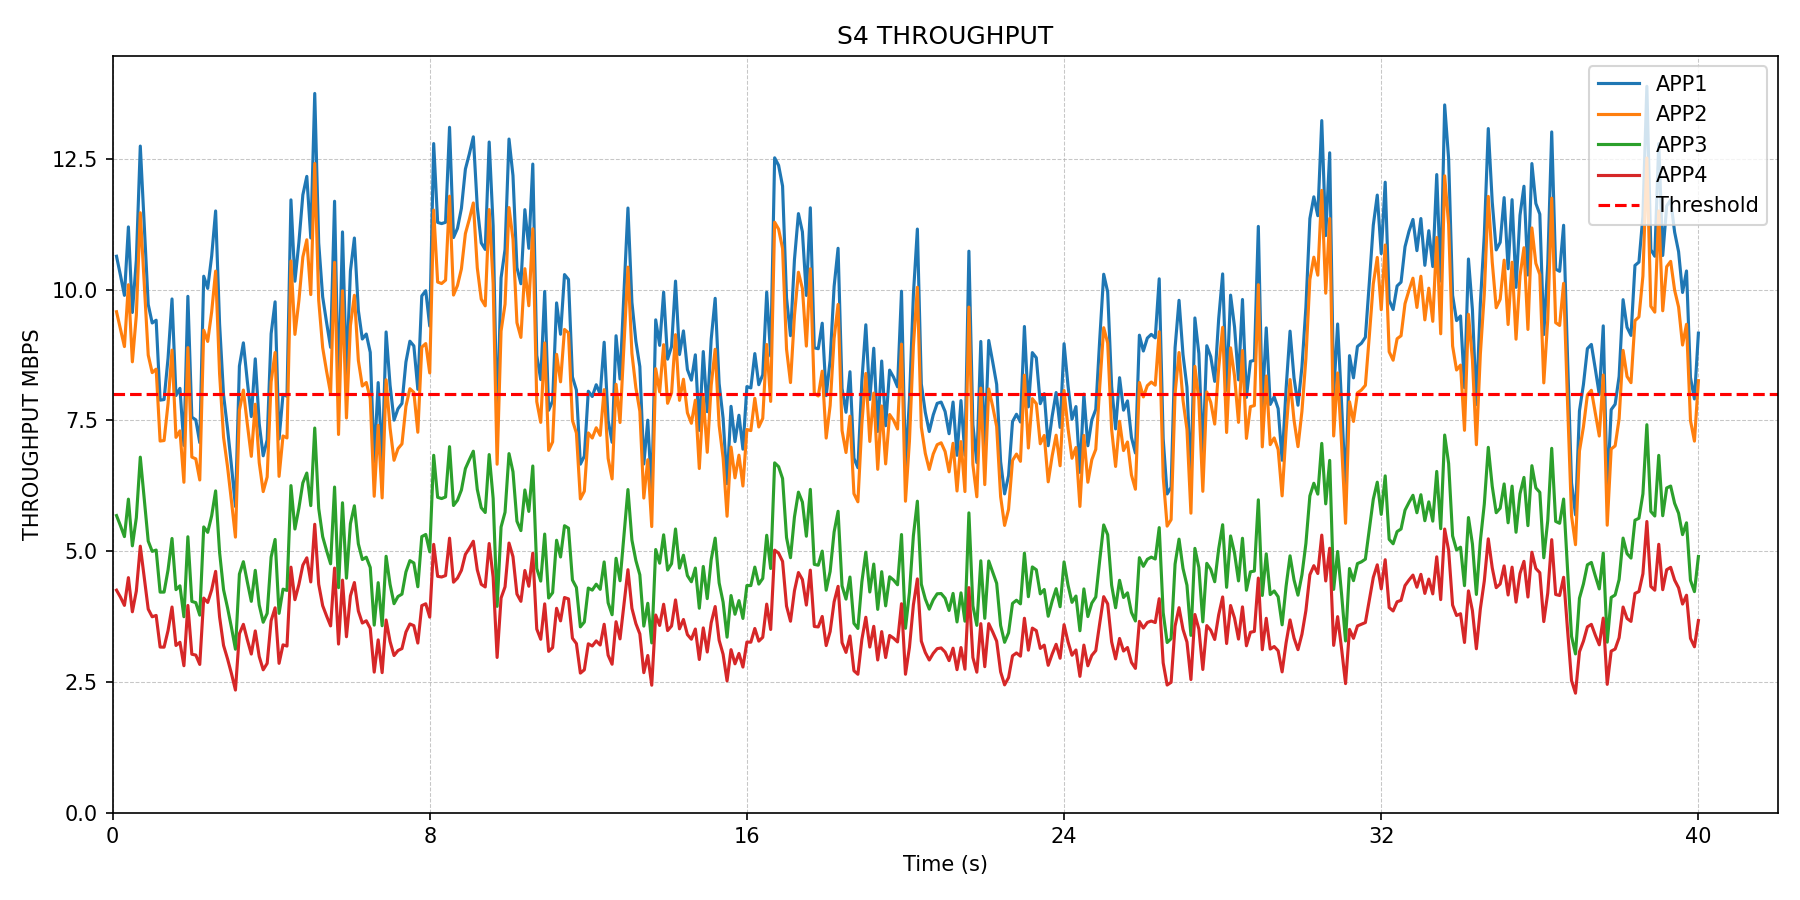 S4 THROUGHPUT
THROUGHPUT MBPS
12.5
10.0
7.5
5.0
2.5
0.0
0
8
16
24
32
40
Time (s)
APP1
APP2
APP3
APP4
Threshold